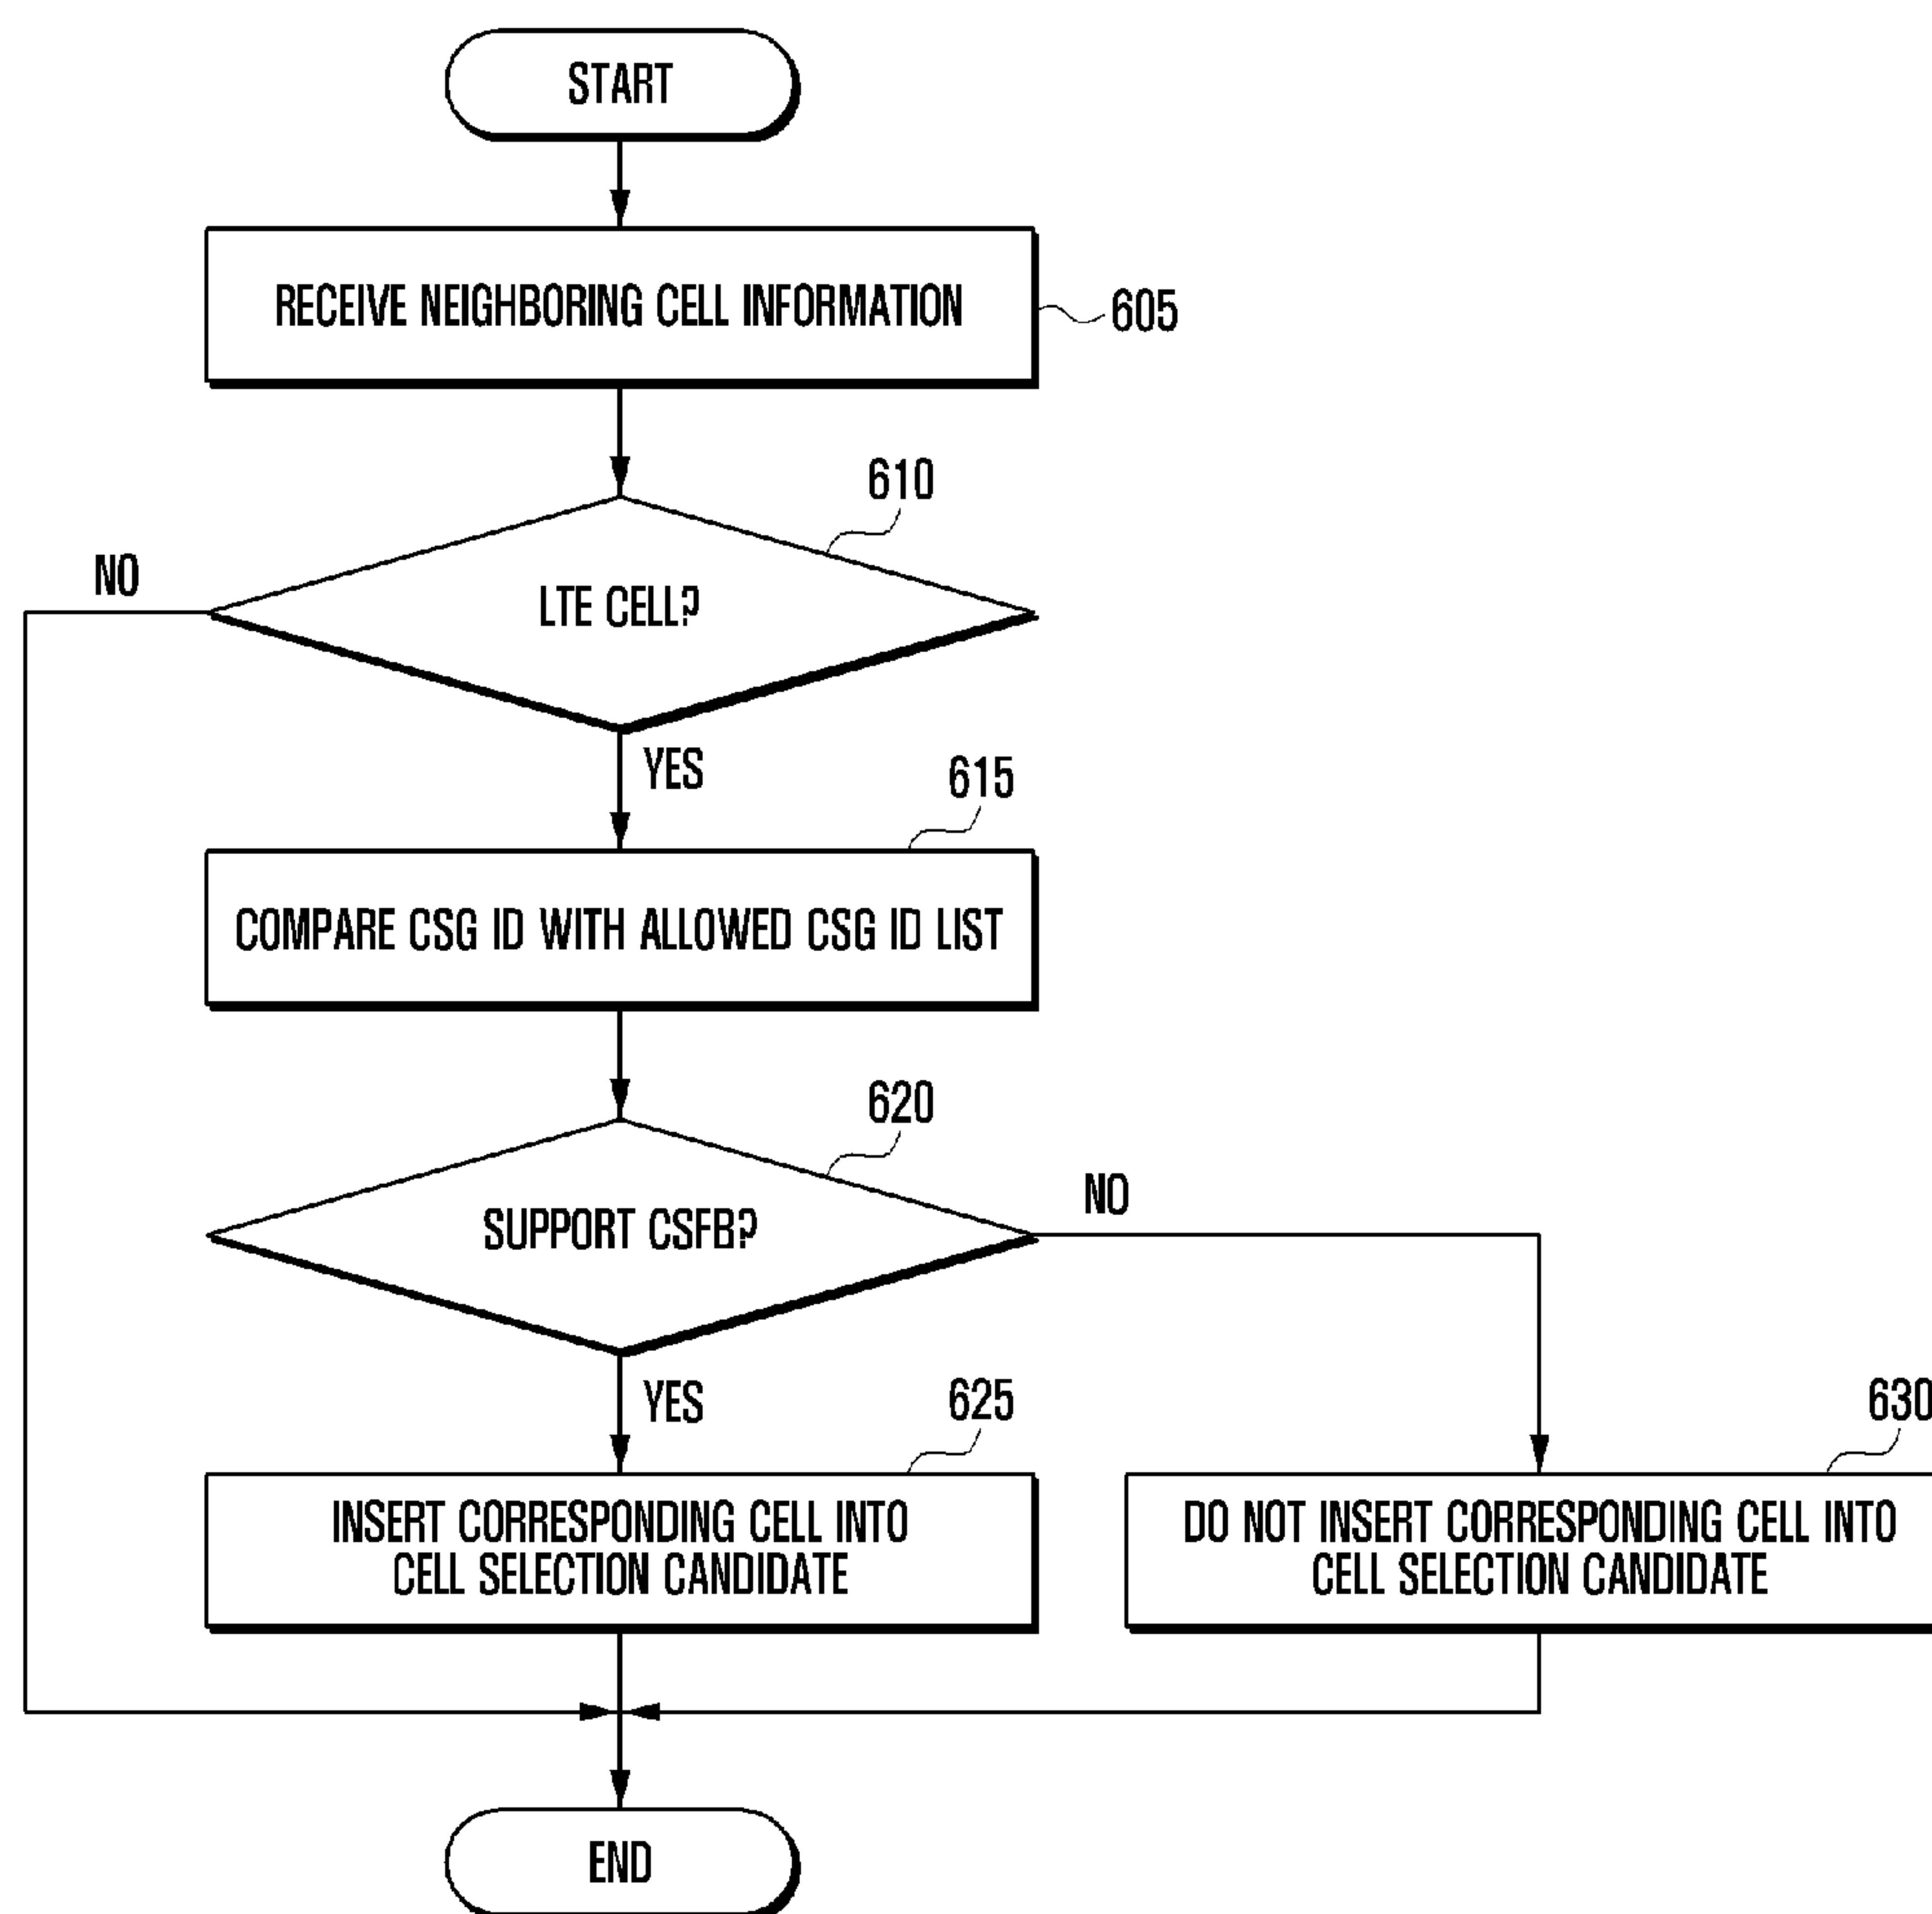 START
RECEIVE NEIGHBORING CELL INFORMATION
605
610
NO
LTE CELL?
YES
615
COMPARE CSG ID WITH ALLOWED CSG ID LIST
620
NO
SUPPORT CSFB?
YES
625
630
INSERT CORRESPONDING CELL INTO
CELL SELECTION CANDIDATE
DO NOT INSERT CORRESPONDING CELL INTO
CELL SELECTION CANDIDATE
END